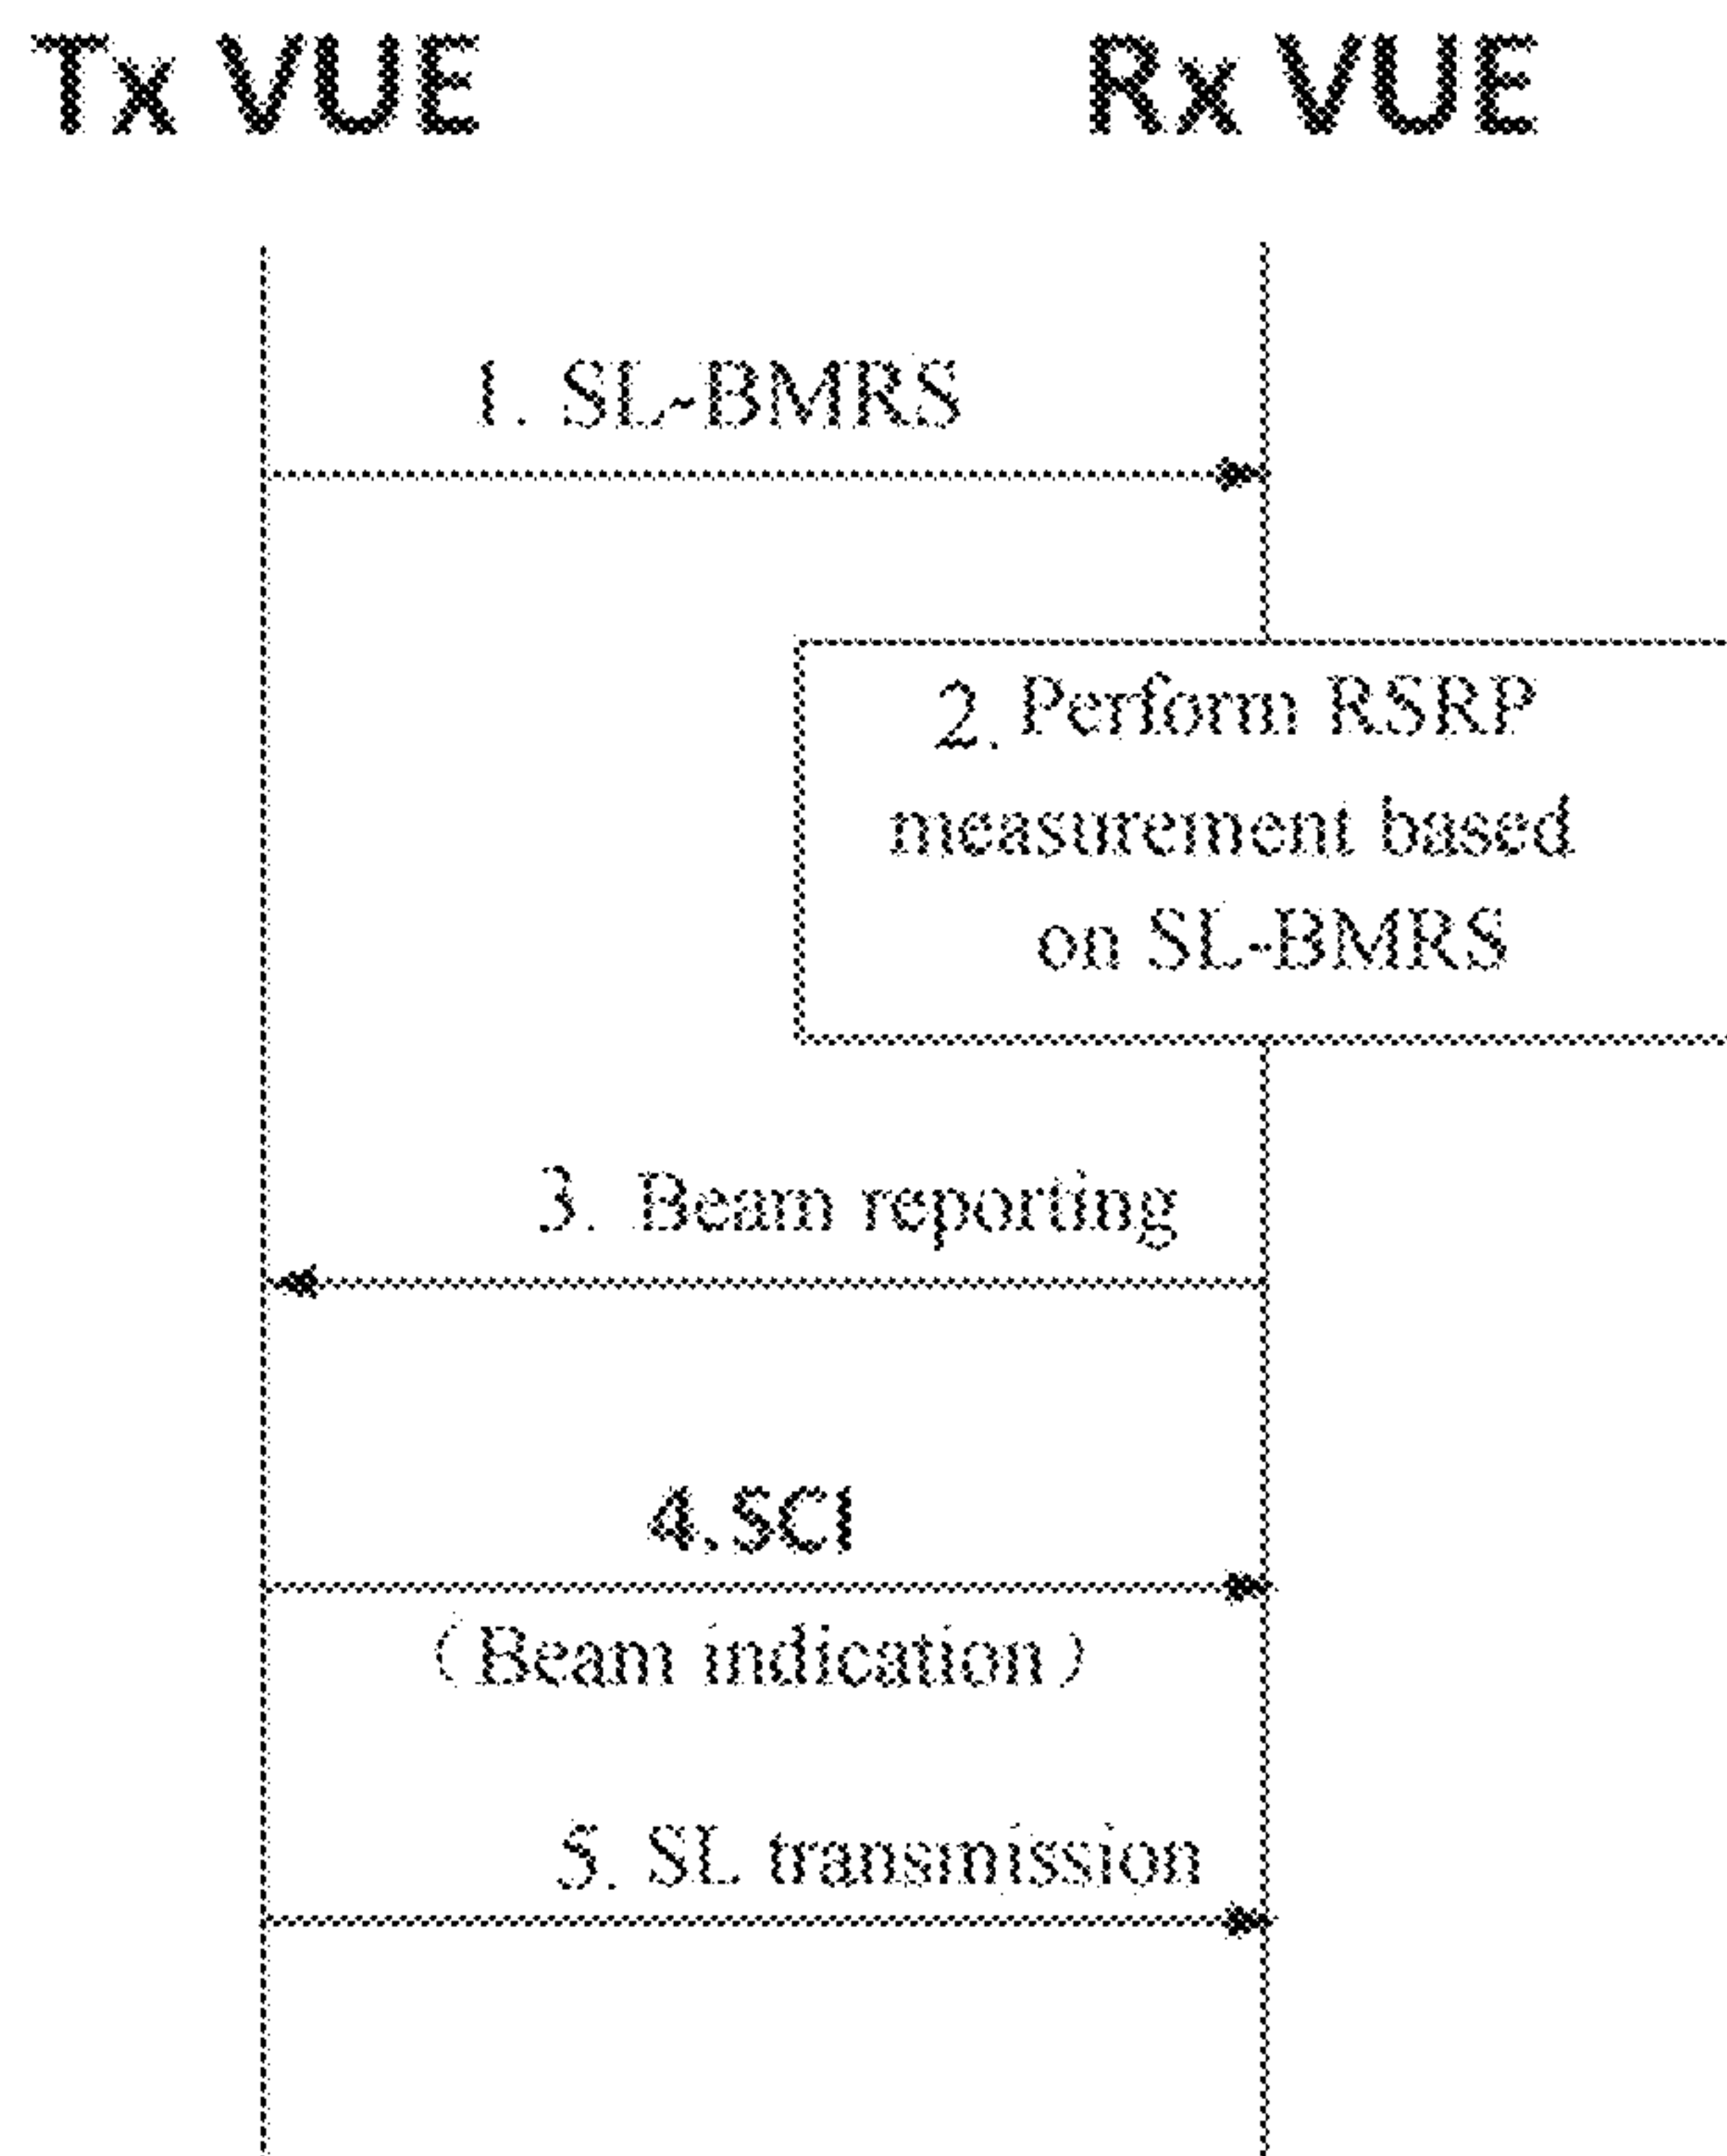 Tx VUE
Rx VUE
1. SL-BMRS
2. Perform RSRP
measurement based
on SL-BMRS
3. Beam reporting
4.SCI
(Beam indication)
5. SL transmission